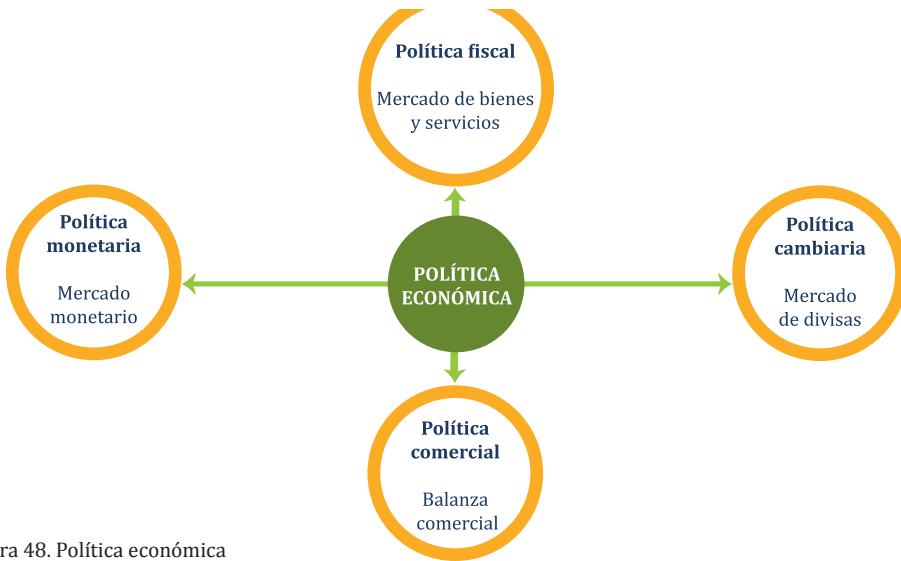 Política fiscal
Mercado de bienes
y servicios
Política
monetaria
Mercado
monetario
POLÍTICA
ECONÓMICA
Política
cambiaria
Mercado
de divisas
Política
comercial
Balanza
comercial
ra 48. Política económica